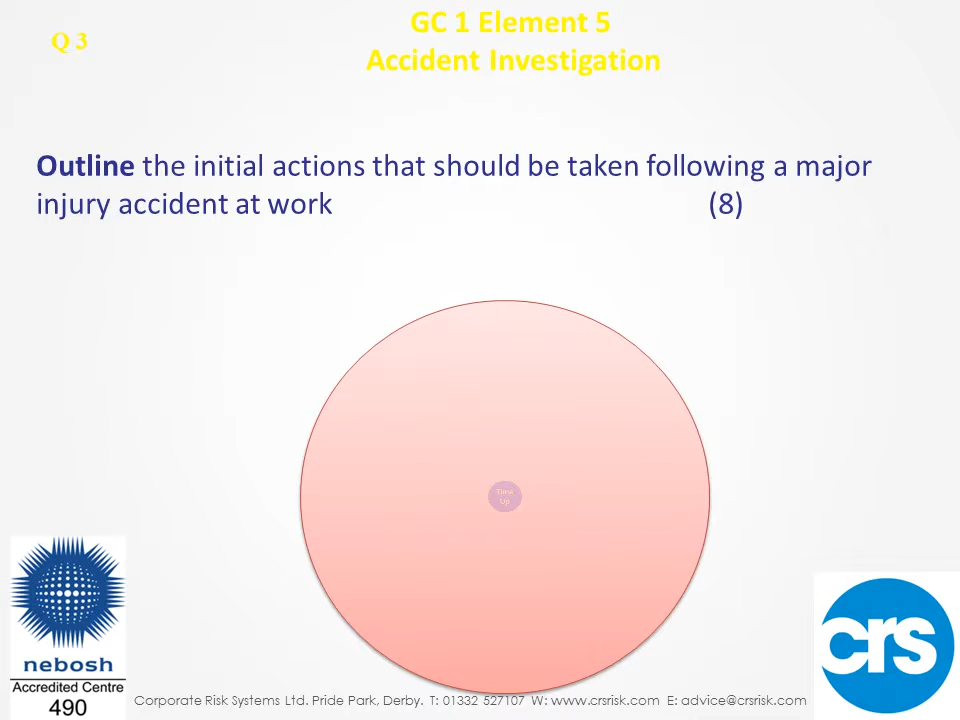 Q 3
GC 1 Element 5
Accident Investigation
Outline the initial actions that should be taken following a major
injury accident at work (8)
Time
Up
nebosh
Accredited Centre
490
crs
Corporate Risk Systems Ltd. Pride Park, Derby. T: 01332 527107 W: www.crsrisk.com E: advice@crsrisk.com